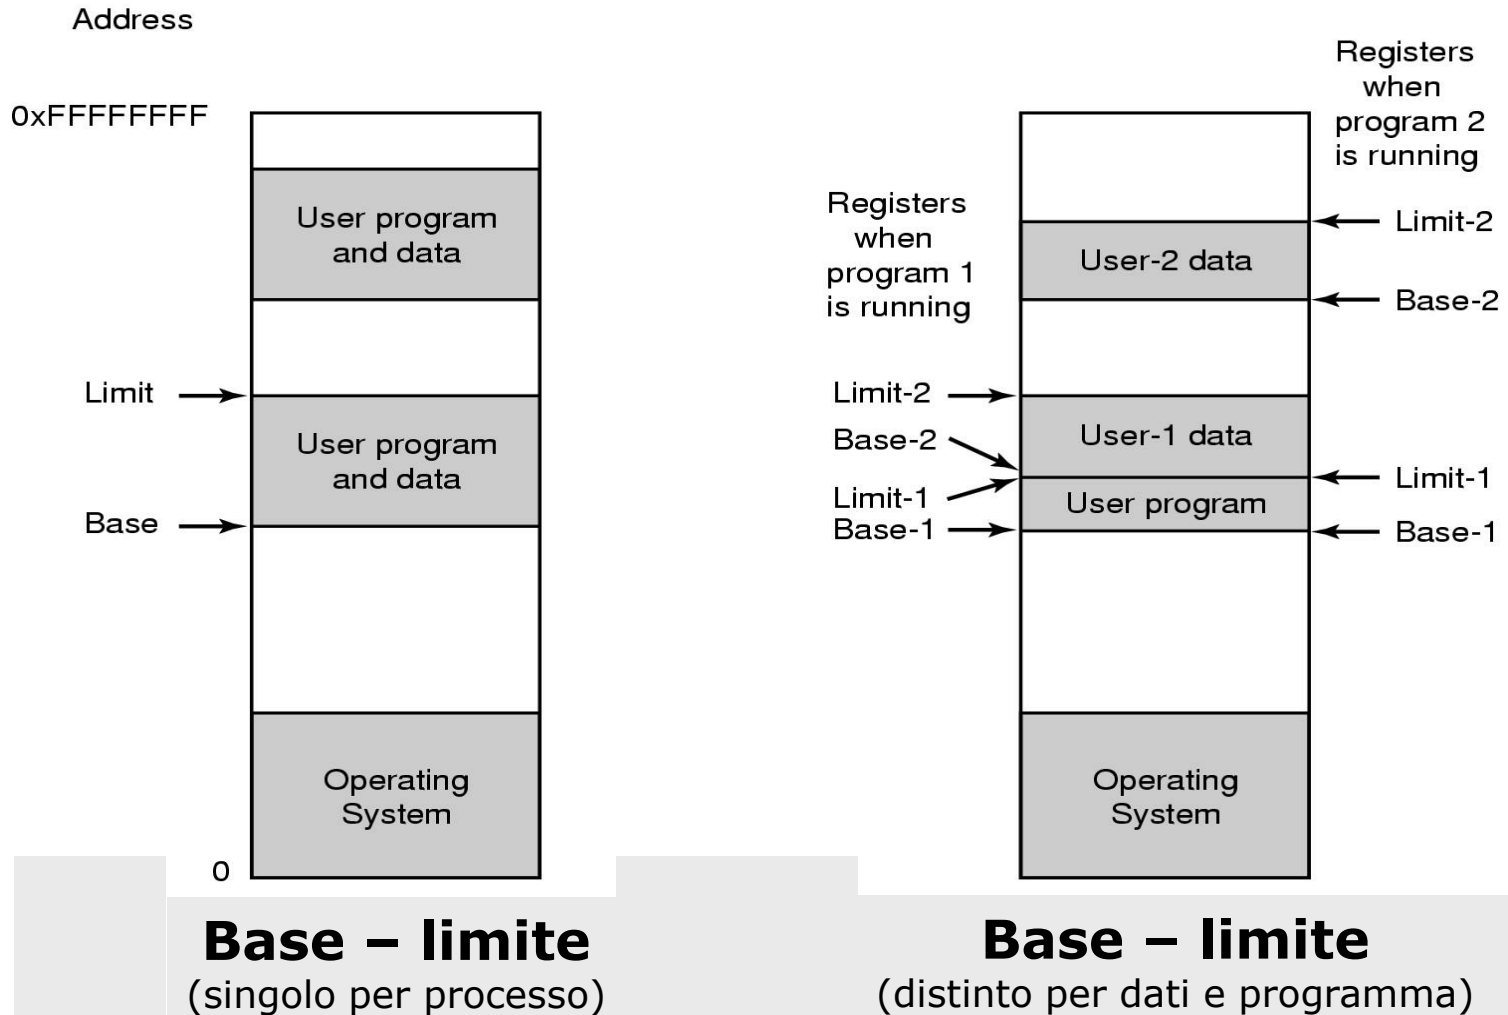 Address
0xFFFFFFFF
User program
and data
Limit
User program
and data
Base
Operating
System
0
Base – limite
(singolo per processo)
Registers
when
program 1
is running
Limit-2
Base-2
Limit-1
Base-1
User-2 data
User-1 data
User program
Operating
System
Registers
when
program 2
is running
Limit-2
Base-2
Limit-1
Base-1
Base – limite
(distinto per dati e programma)